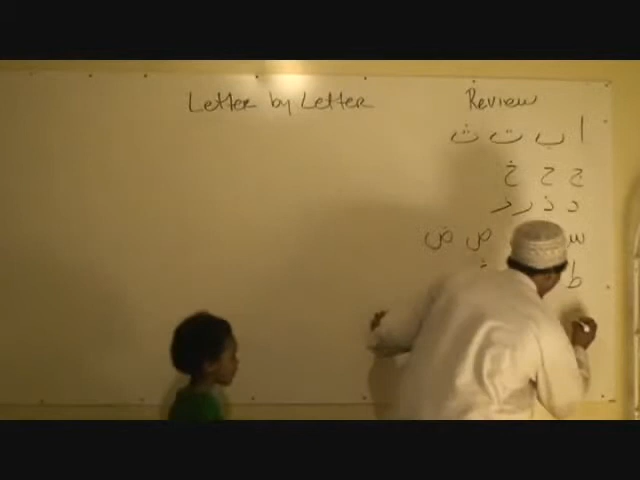 Letter by Letter
Review
ا ب ت ث
ج ح خ
د ذ ر ز
س ص ض
ط